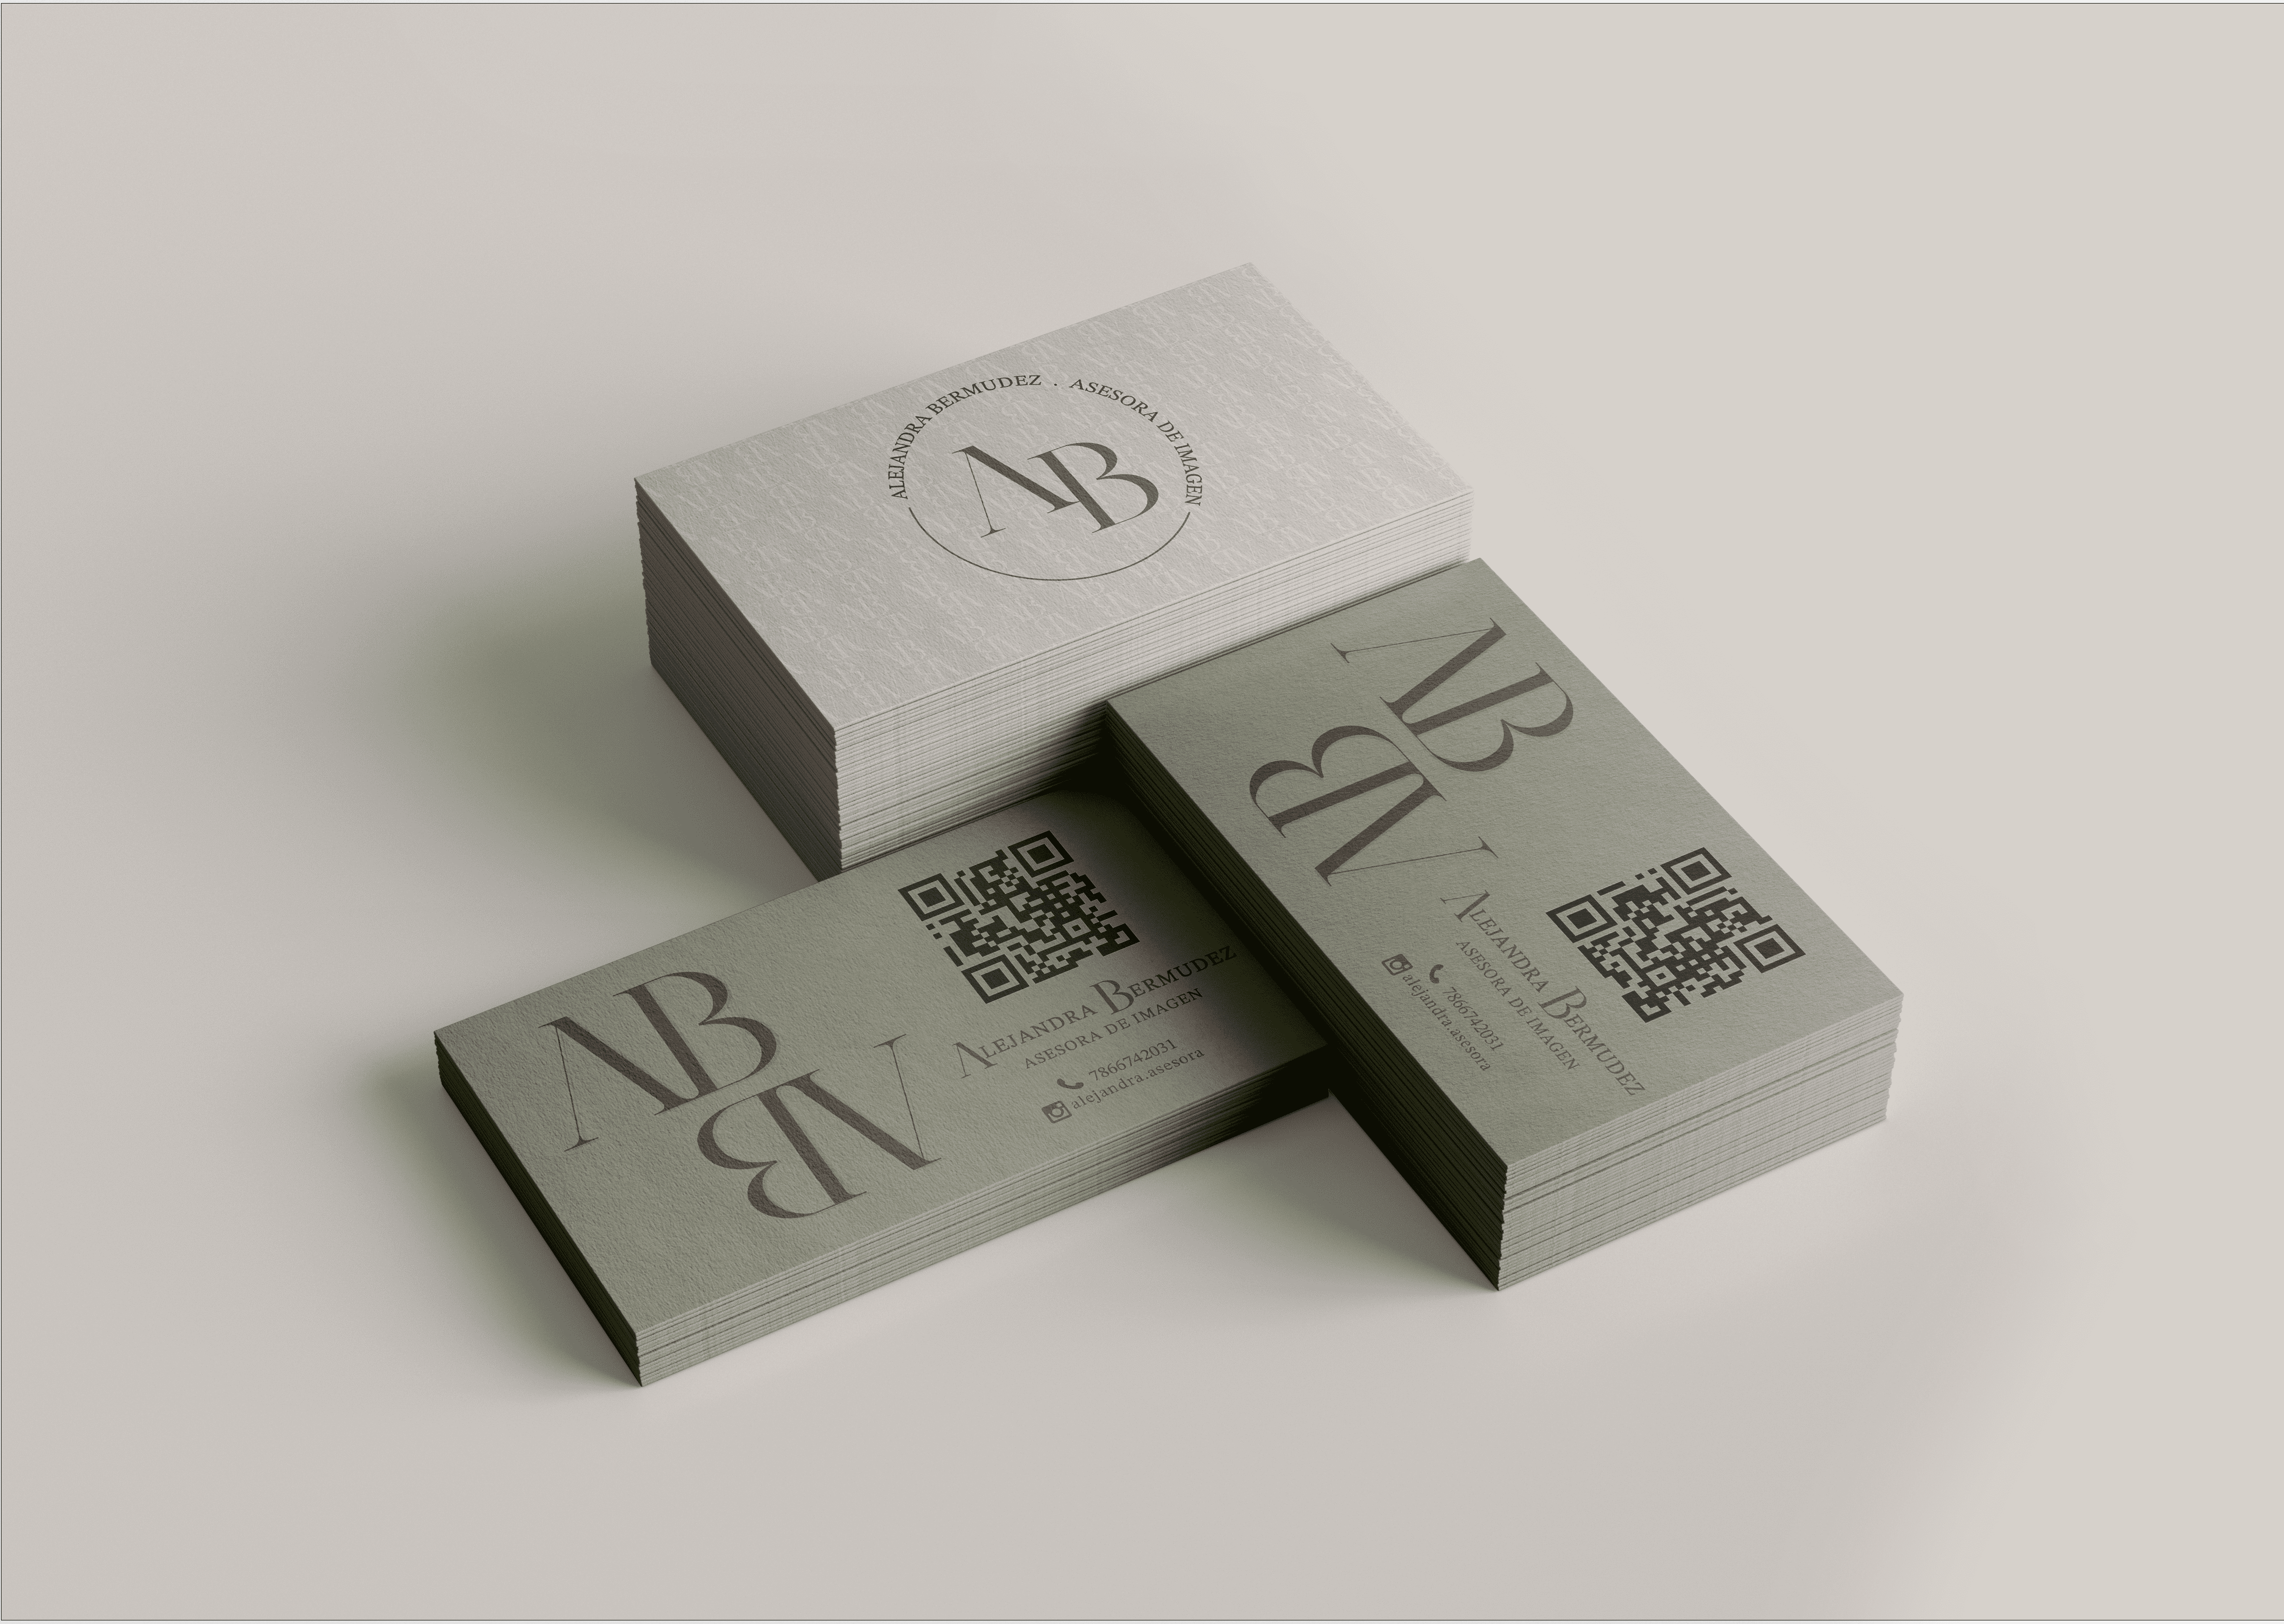 ALEJANDRA BERMUDEZ . ASESORA DE IMAGEN
AB
AB
AB
ALEJANDRA BERMUDEZ
ASESORA DE IMAGEN
7866742031
alejandra.asesora
AB
AB
ALEJANDRA BERMUDEZ
ASESORA DE IMAGEN
7866742031
alejandra.asesora